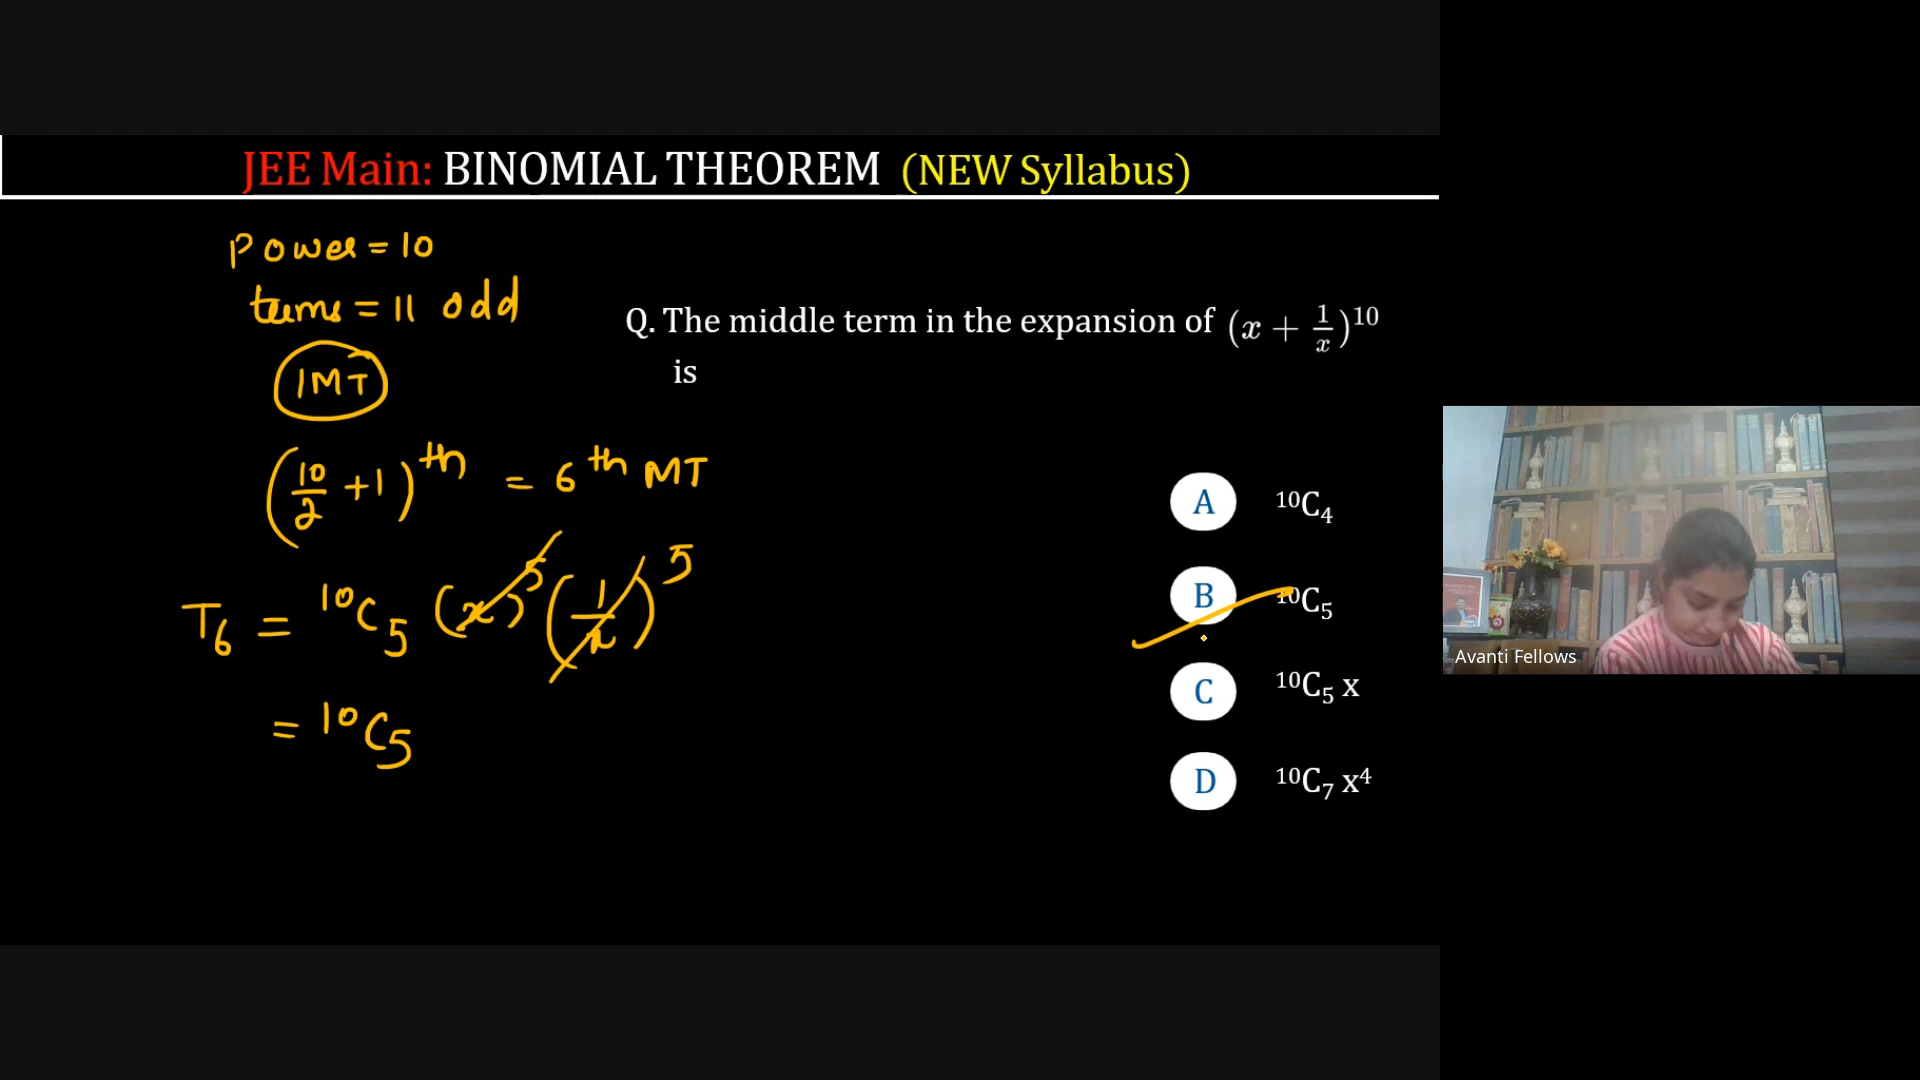 JEE Main: BINOMIAL THEOREM (NEW Syllabus)
Power = 10
terms = 11 odd
1MT
(10/2 + 1)th = 6th MT
T₆ = ¹⁰C₅ (x)⁵ (1/x)⁵
= ¹⁰C₅
Q. The middle term in the expansion of (x + 1/x)¹⁰
is
A ¹⁰C₄
B ¹⁰C₅
C ¹⁰C₅ x
D ¹⁰C₇ x⁴
Avanti Fellows